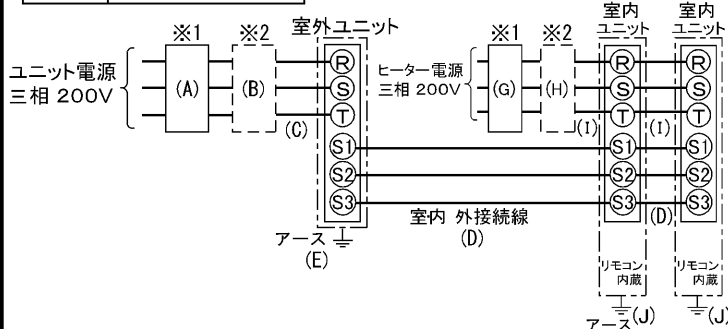 ※1
※2
室外ユニット
ユニット電源
三相 200V
(A)
(B)
(C)
R
S
T
S1
S2
S3
アース
(E)
※1
※2
ヒーター電源
三相 200V
(G)
(H)
(I)
室内
ユニット
R
S
T
S1
S2
S3
リモコン
内蔵
アース
(J)
(I)
(D)
室内
ユニット
R
S
T
S1
S2
S3
リモコン
内蔵
(J)
室内 外接続線
(D)